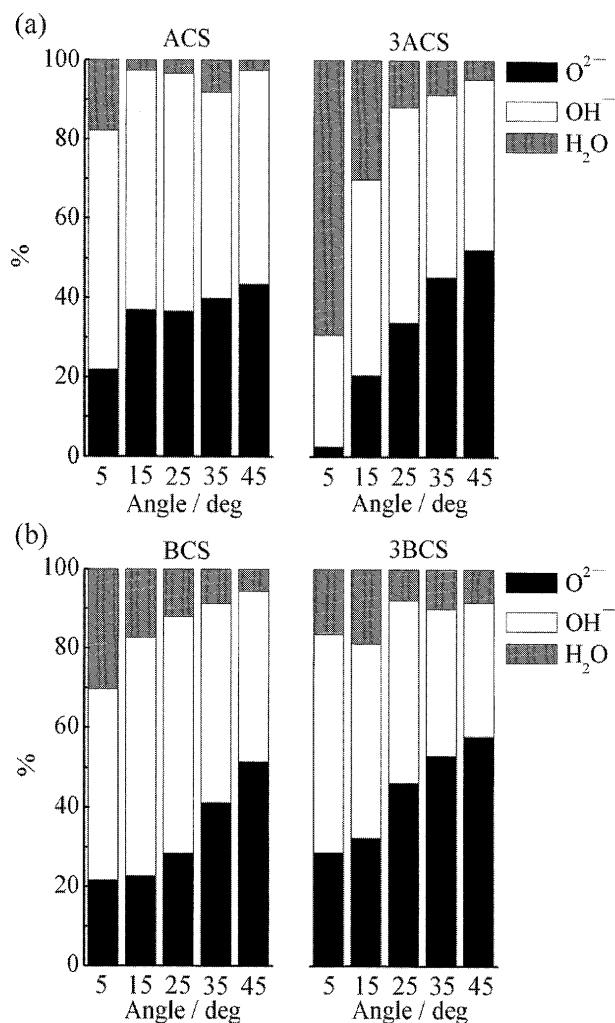 (a)
ACS
3ACS
100
80
60
40
20
0
%
5 15 25 35 45
Angle / deg
5 15 25 35 45
Angle / deg
O²⁻
OH⁻
H₂O
(b)
BCS
3BCS
100
80
60
40
20
0
%
5 15 25 35 45
Angle / deg
5 15 25 35 45
Angle / deg
O²⁻
OH⁻
H₂O